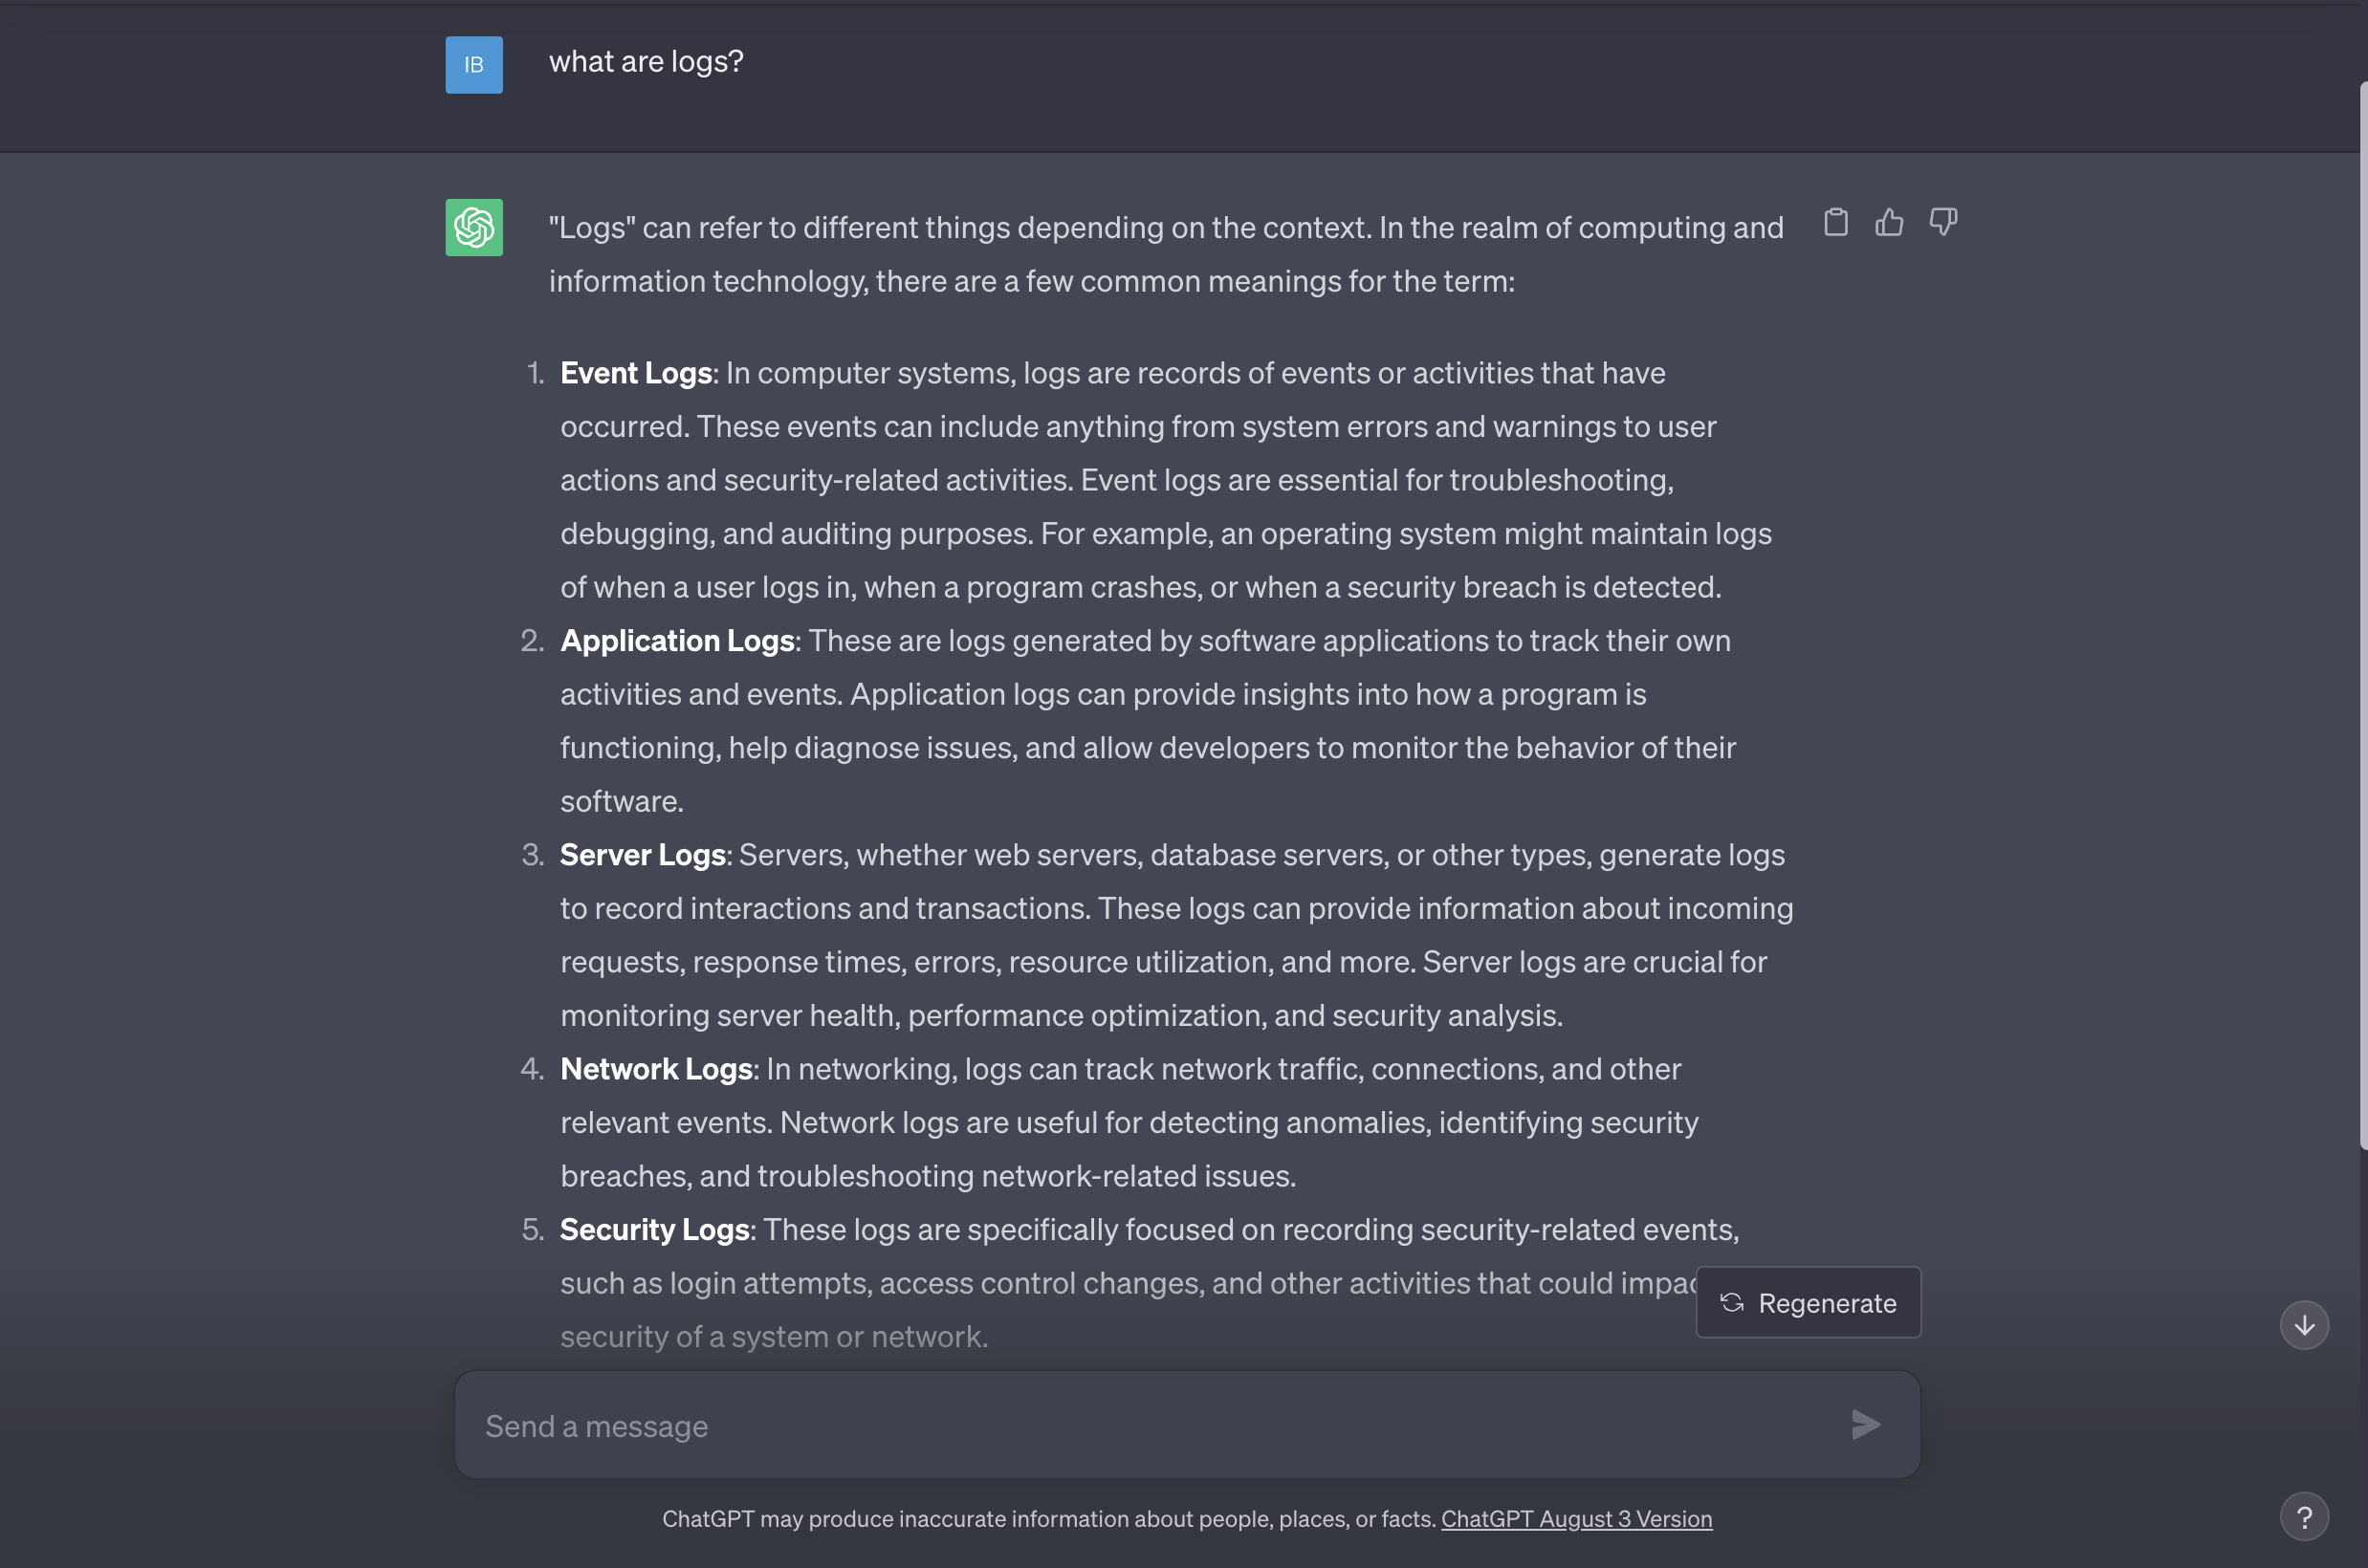 IB
what are logs?
"Logs" can refer to different things depending on the context. In the realm of computing and
information technology, there are a few common meanings for the term:
1. Event Logs: In computer systems, logs are records of events or activities that have
occurred. These events can include anything from system errors and warnings to user
actions and security-related activities. Event logs are essential for troubleshooting,
debugging, and auditing purposes. For example, an operating system might maintain logs
of when a user logs in, when a program crashes, or when a security breach is detected.
2. Application Logs: These are logs generated by software applications to track their own
activities and events. Application logs can provide insights into how a program is
functioning, help diagnose issues, and allow developers to monitor the behavior of their
software.
3. Server Logs: Servers, whether web servers, database servers, or other types, generate logs
to record interactions and transactions. These logs can provide information about incoming
requests, response times, errors, resource utilization, and more. Server logs are crucial for
monitoring server health, performance optimization, and security analysis.
4. Network Logs: In networking, logs can track network traffic, connections, and other
relevant events. Network logs are useful for detecting anomalies, identifying security
breaches, and troubleshooting network-related issues.
5. Security Logs: These logs are specifically focused on recording security-related events,
such as login attempts, access control changes, and other activities that could
Regenerate
security of a system or network.
Send a message
ChatGPT may produce inaccurate information about people, places, or facts. ChatGPT August 3 Version
?